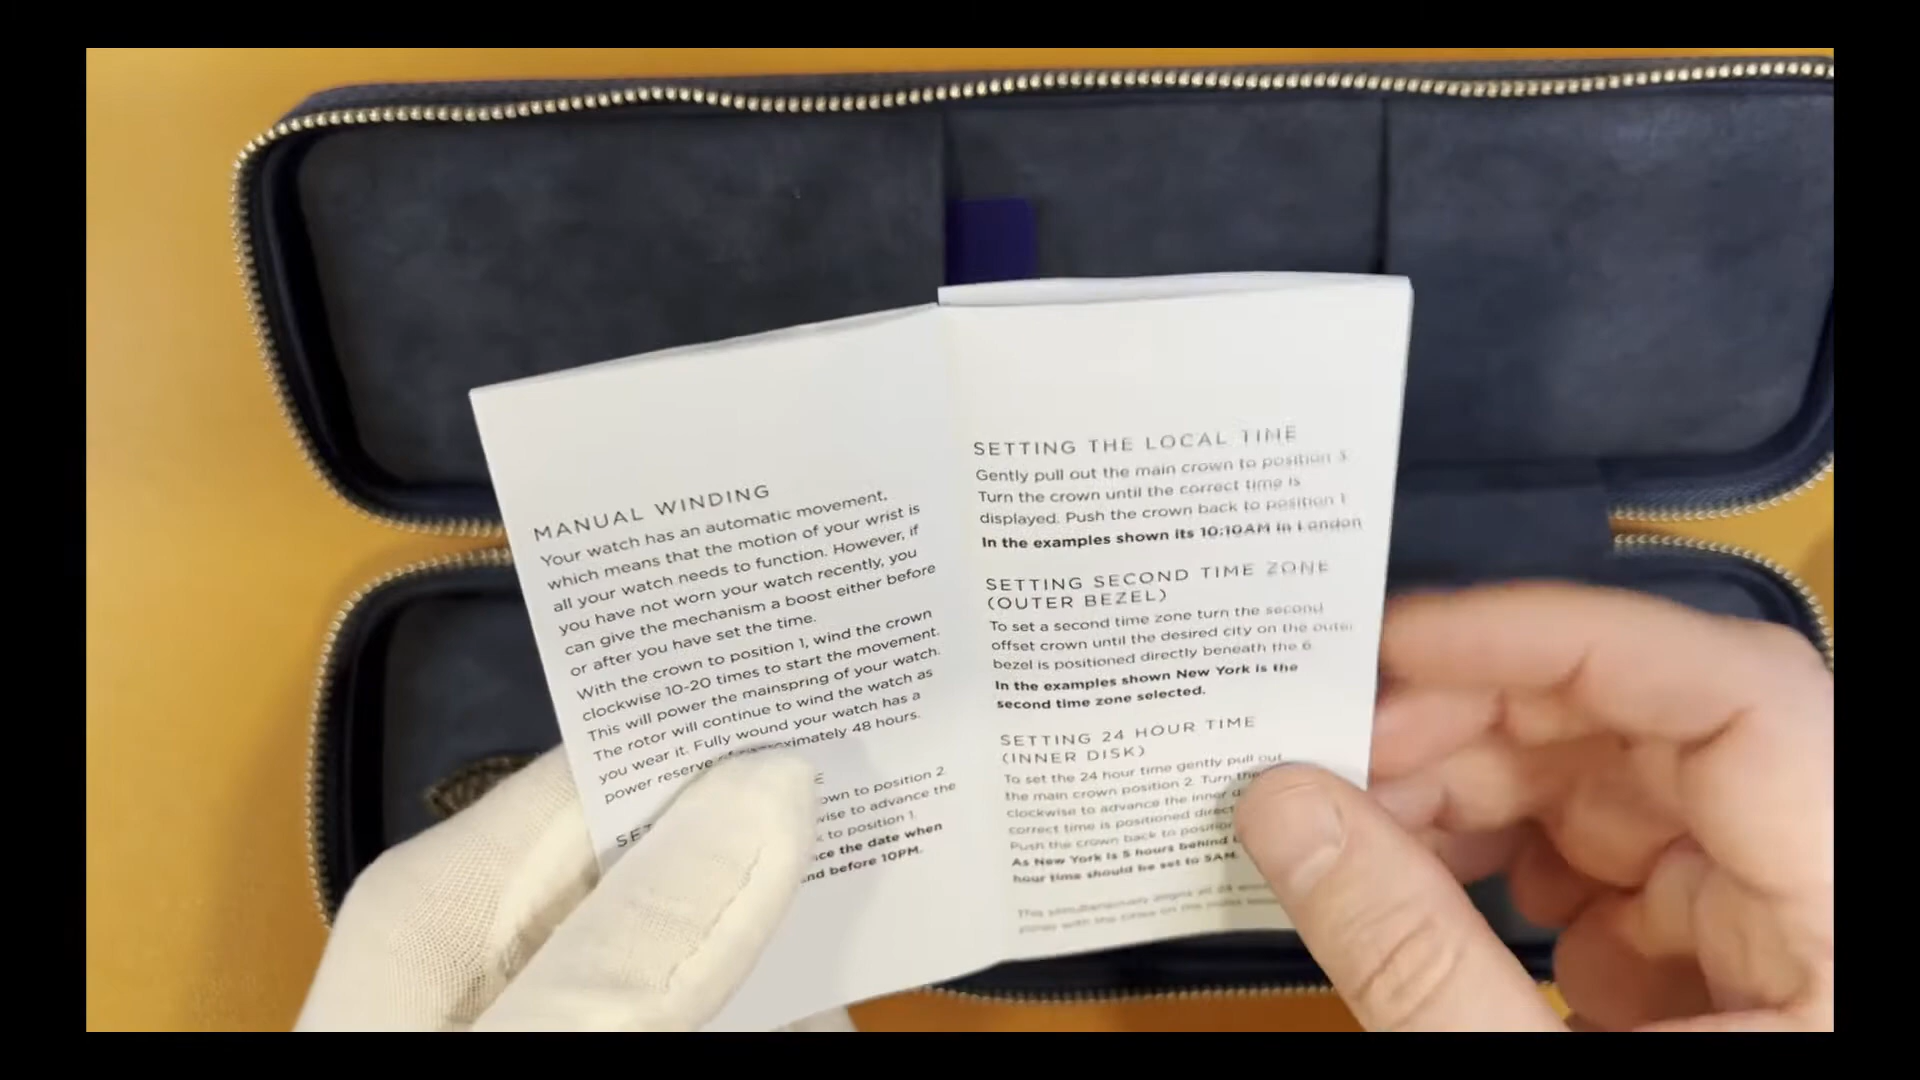 MANUAL WINDING
Your watch has an automatic movement,
which means that the motion of your wrist is
all your watch needs to function. However, if
you have not worn your watch recently, you
can give the mechanism a boost either before
or after you have set the time.
With the crown to position 1, wind the crown
clockwise 10-20 times to start the movement.
This will power the mainspring of your watch.
The rotor will continue to wind the watch as
you wear it. Fully wound your watch has a
power reserve of approximately 48 hours.
to position 2
advance the
to position 1.
the date when
before 10PM.
SETTING THE LOCAL TIME
Gently pull out the main crown to position 3.
Turn the crown until the correct time is
displayed. Push the crown back to position 1
In the examples shown its 10:10AM in London
SETTING SECOND TIME ZONE
(OUTER BEZEL)
To set a second time zone turn the second
offset crown until the desired city on the outer
bezel is positioned directly beneath the 6
In the examples shown New York is the
second time zone selected.
SETTING 24 HOUR TIME
(INNER DISK)
To set the 24 hour time gently pull out
the main crown position 2. Turn the
clockwise to advance the inner
correct time is positioned
Push the crown back to position
As New York is 5 hours behind
hour time should be set to 5AM.